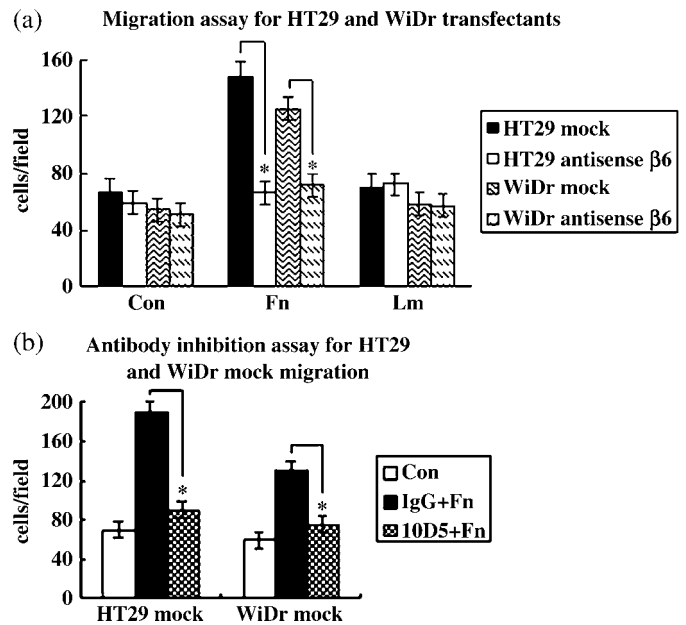 (a)
Migration assay for HT29 and WiDr transfectants
160
120
80
40
0
cells/field
* *
Con Fn Lm
HT29 mock
HT29 antisense β6
WiDr mock
WiDr antisense β6
(b)
Antibody inhibition assay for HT29
and WiDr mock migration
200
160
120
80
40
0
cells/field
* *
HT29 mock WiDr mock
Con
IgG+Fn
10D5+Fn